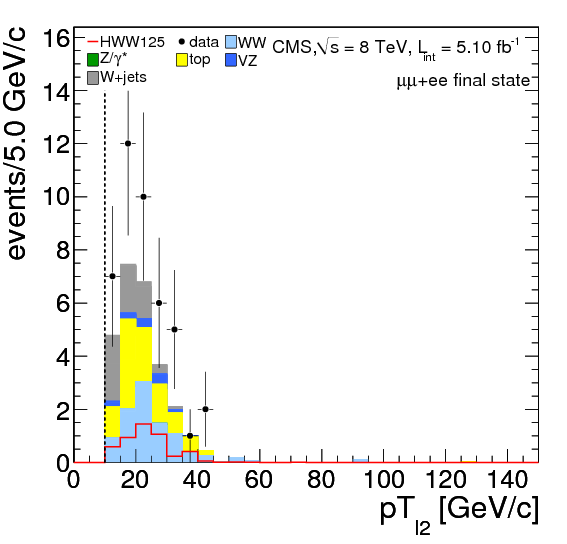 HWW125 data WW CMS,√s = 8 TeV, L_int = 5.10 fb⁻¹
Z/γ* top VZ
W+jets μμ+ee final state
events/5.0 GeV/c
16
14
12
10
8
6
4
2
0
0 20 40 60 80 100 120 140
pT_l2 [GeV/c]